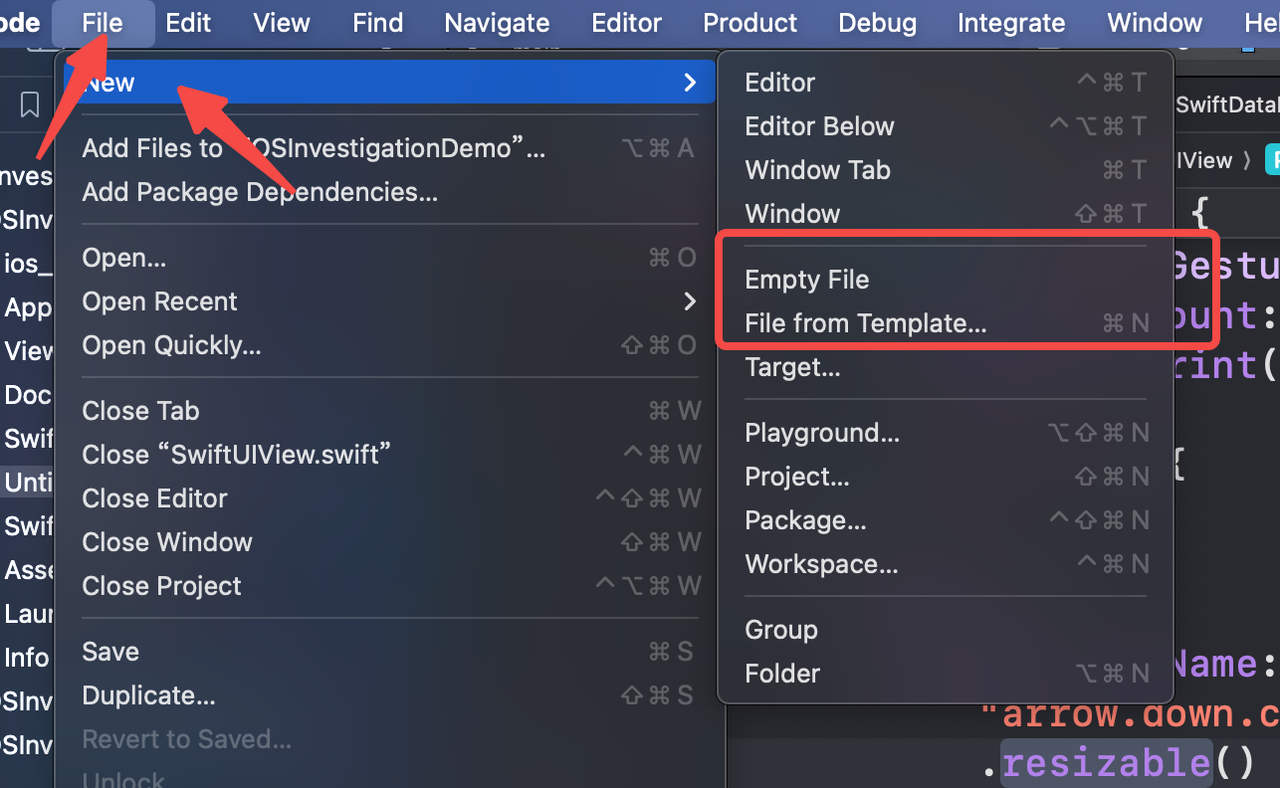 ode File Edit View Find Navigate Editor Product Debug Integrate Window Hel
New
Add Files to “iOSInvestigationDemo”... ⌥⌘A
Add Package Dependencies...
Open... ⌘O
Open Recent
Open Quickly... ⇧⌘O
Close Tab ⌘W
Close “SwiftUIView.swift” ^⌘W
Close Editor ^⇧⌘W
Close Window ⇧⌘W
Close Project ^⌥⌘W
Save ⌘S
Duplicate... ⇧⌘S
Revert to Saved...
Unlock...
Editor ^⌘T
Editor Below ^⌥⌘T
Window Tab ⌘T
Window ⇧⌘T
Empty File
File from Template... ⌘N
Target...
Playground... ⌥⇧⌘N
Project... ⇧⌘N
Package... ^⇧⌘N
Workspace... ^⌘N
Group
Folder ⌥⌘N
nves
OSInv
ios_
App
View
Doc
Swif
Unti
Swif
Asse
Laun
Info
OSInv
OSInv
SwiftDatal
IView 〉
{
Gestu
ount:
rint(
{
Name:
"arrow.down.c
.resizable()